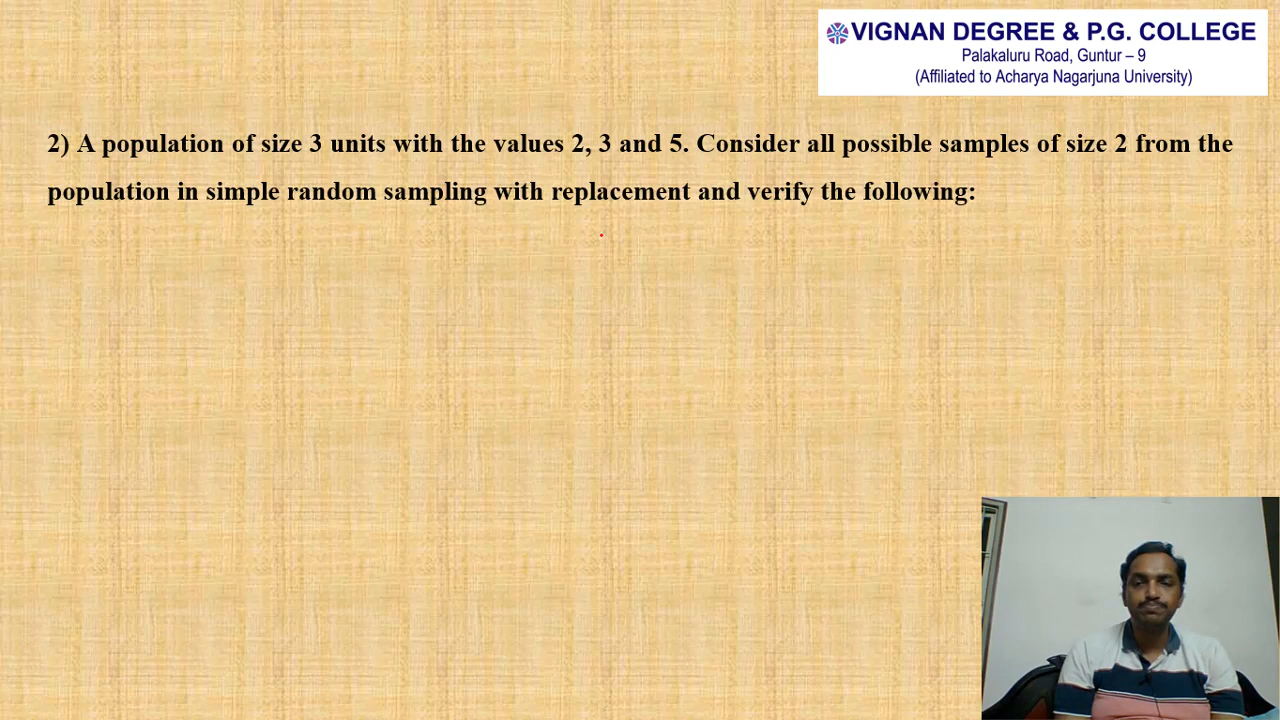 VIGNAN DEGREE & P.G. COLLEGE
Palakaluru Road, Guntur – 9
(Affiliated to Acharya Nagarjuna University)
2) A population of size 3 units with the values 2, 3 and 5. Consider all possible samples of size 2 from the
population in simple random sampling with replacement and verify the following: